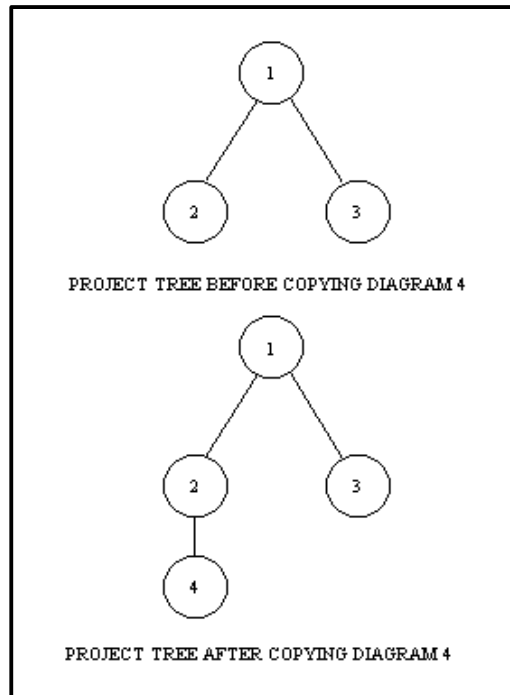 1
2 3
PROJECT TREE BEFORE COPYING DIAGRAM 4
1
2 3
4
PROJECT TREE AFTER COPYING DIAGRAM 4